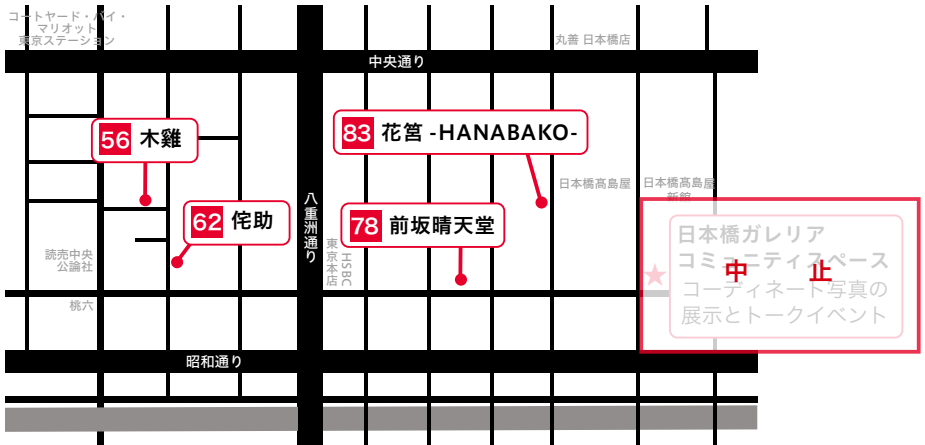 コートヤード・バイ・
マリオット
東京ステーション
丸善 日本橋店
中央通り
56 木雞
83 花筥 -HANABAKO-
日本橋髙島屋
日本橋髙島屋
新館
62 侘助
八重洲通り
78 前坂晴天堂
HSBC
東京本店
読売中央
公論社
桃六
日本橋ガレリア
コミュニティスペース
中 止
コーディネート写真の
展示とトークイベント
昭和通り